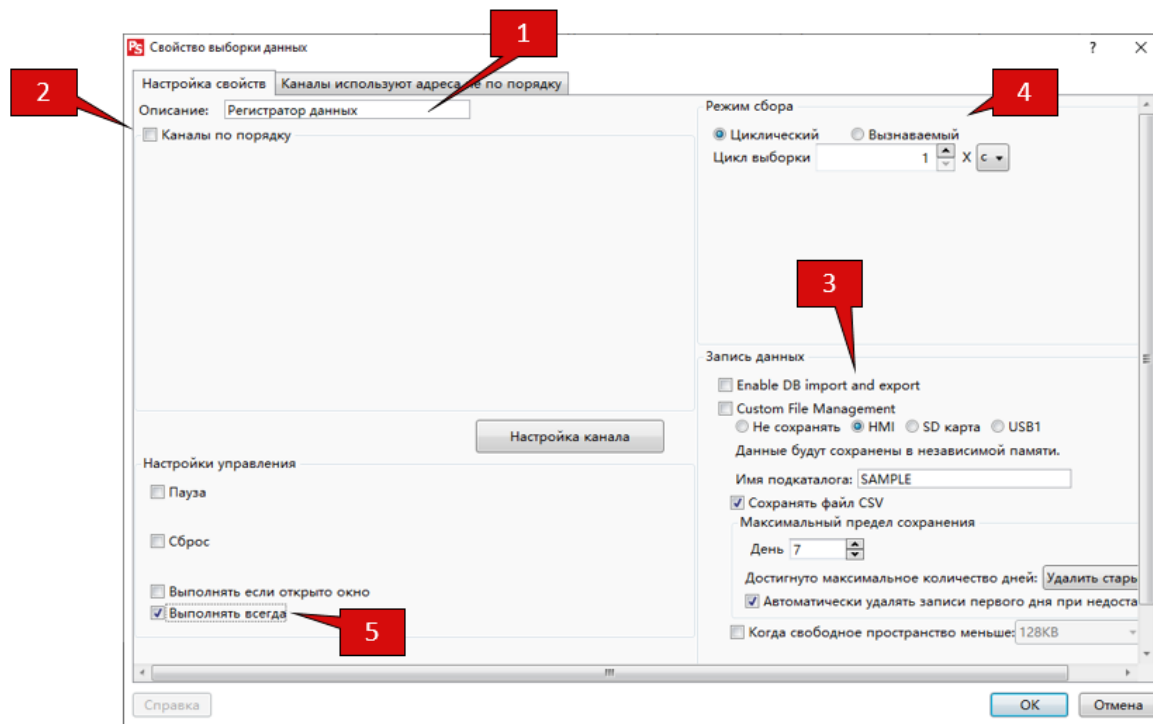 1
PS Свойство выборки данных ? X
2
Настройка свойств Каналы используют адреса не по порядку
4
Описание: Регистратор данных
Каналы по порядку
Режим сбора
Циклический Вызнаваемый
Цикл выборки 1 X с
3
Запись данных
Enable DB import and export
Custom File Management
Не сохранять HMI SD карта USB1
Данные будут сохранены в независимой памяти.
Имя подкаталога: SAMPLE
Сохранять файл CSV
Максимальный предел сохранения
День 7
Достигнуто максимальное количество дней: Удалить стары
Автоматически удалять записи первого дня при недоста
Когда свободное пространство меньше: 128KB
Настройка канала
Настройки управления
Пауза
Сброс
Выполнять если открыто окно
Выполнять всегда
5
Справка OK Отмена